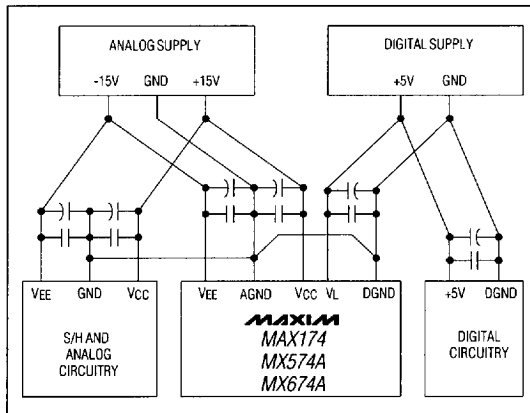 ANALOG SUPPLY
-15V GND +15V
DIGITAL SUPPLY
+5V GND
VEE GND VCC
S/H AND
ANALOG
CIRCUITRY
VEE AGND VCC VL DGND
MAXIM
MAX174
MX574A
MX674A
+5V DGND
DIGITAL
CIRCUITRY